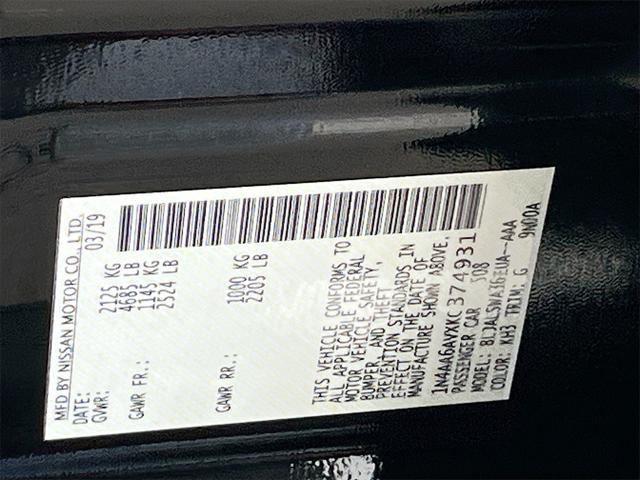 MFD BY NISSAN MOTOR CO., LTD.
DATE: 03/19
GVWR: 2125 KG
4685 LB
GAWR FR.: 1145 KG
2524 LB
GAWR RR.: 1000 KG
2205 LB
THIS VEHICLE CONFORMS TO
ALL APPLICABLE FEDERAL
MOTOR VEHICLE SAFETY,
BUMPER, AND THEFT
PREVENTION STANDARDS IN
EFFECT ON THE DATE OF
MANUFACTURE SHOWN ABOVE.
1N4AA6AVXKC374931
PASSENGER CAR S08
MODEL:
COLOR: KH3 TRIM: G 9N00A